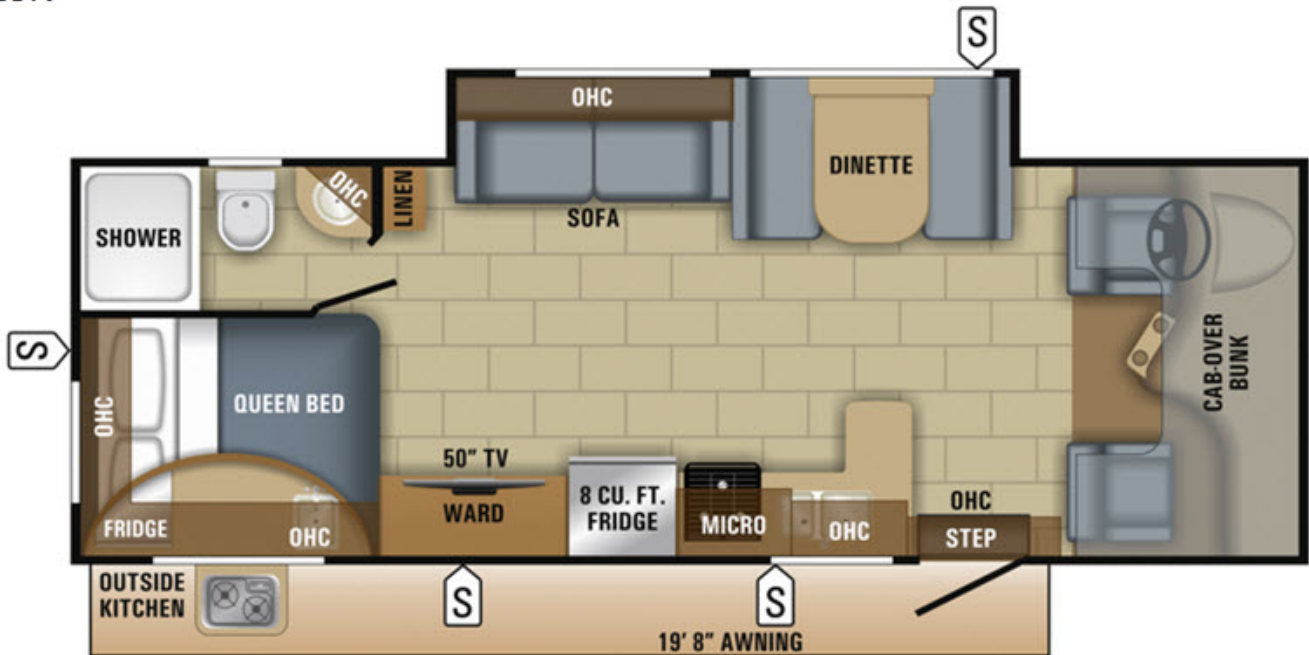 S
OHC
DINETTE
SOFA
LINEN
OHC
SHOWER
S
OHC
QUEEN BED
CAB-OVER
BUNK
50" TV
WARD
8 CU. FT.
FRIDGE
MICRO
OHC
OHC
STEP
FRIDGE
OHC
OUTSIDE
KITCHEN
S
S
19' 8" AWNING